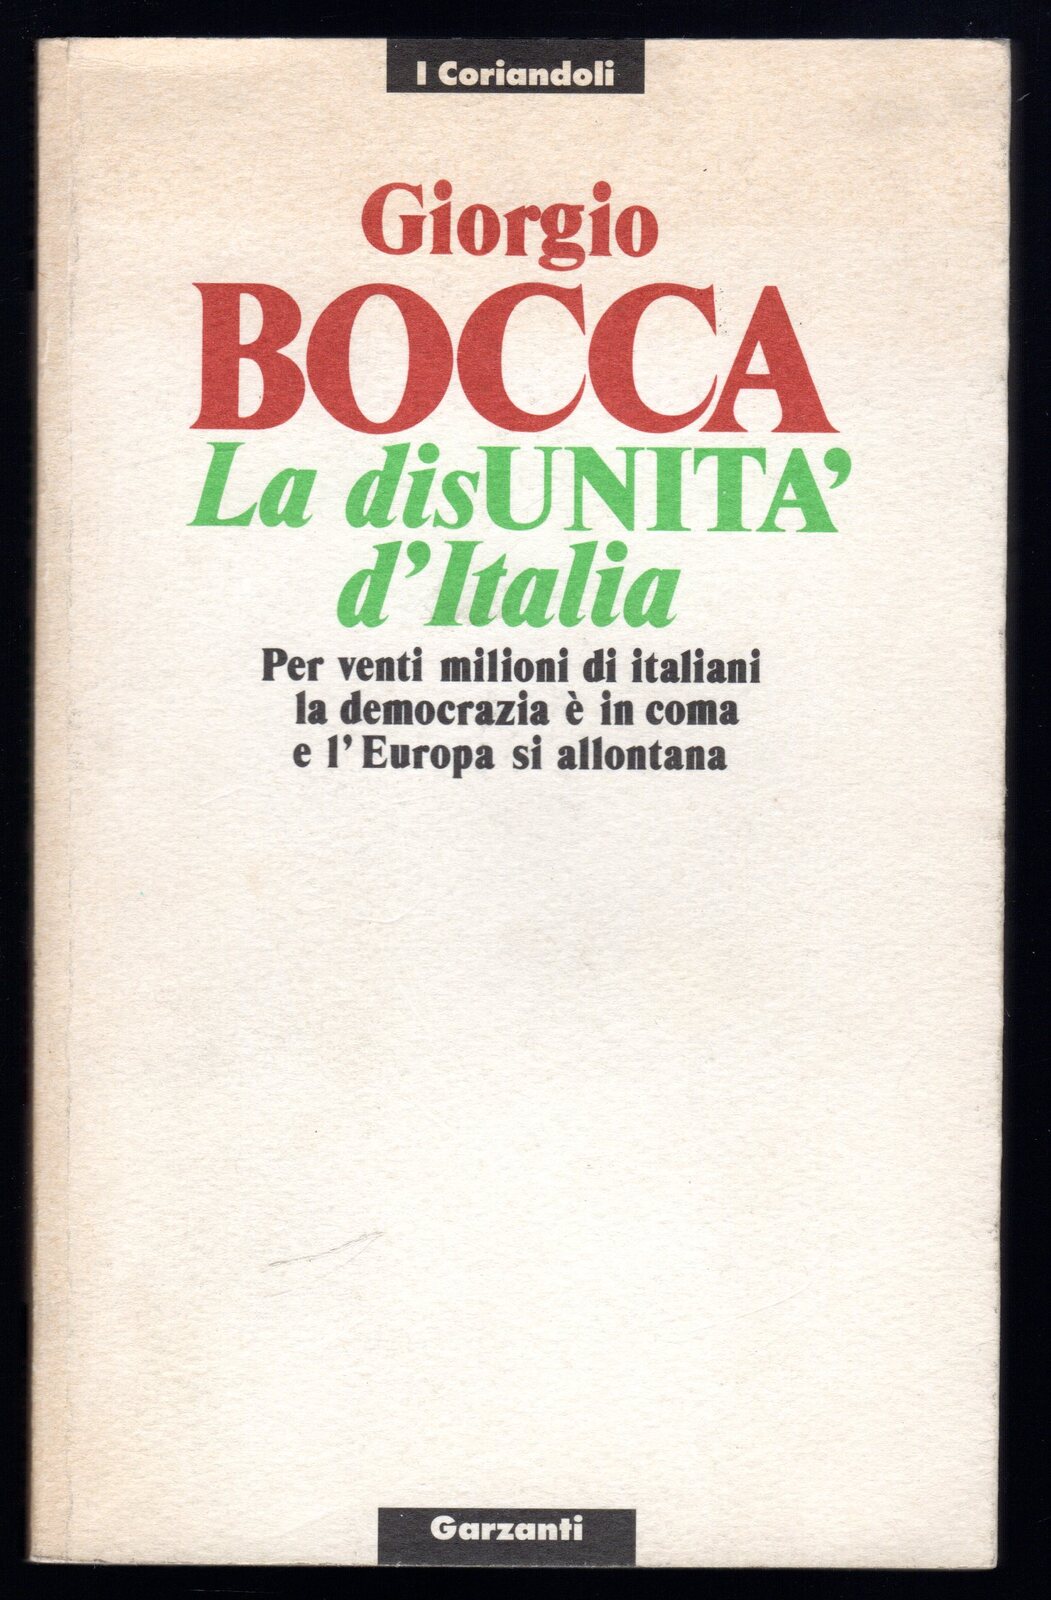 I Coriandoli
Giorgio
BOCCA
La disUNITA'
d'Italia
Per venti milioni di italiani
la democrazia è in coma
e l'Europa si allontana
Garzanti